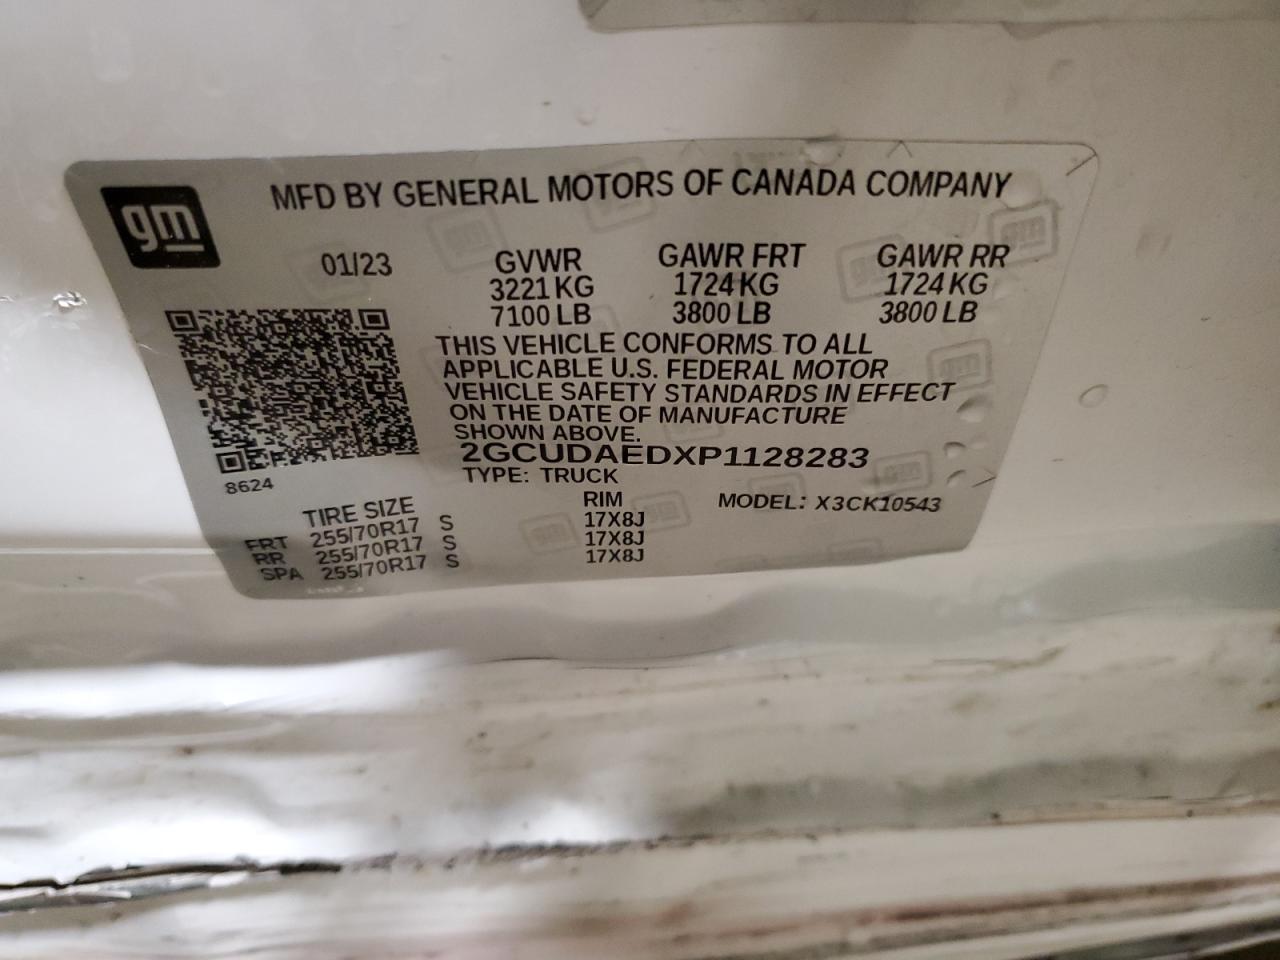 gm
MFD BY GENERAL MOTORS OF CANADA COMPANY
01/23 GVWR GAWR FRT GAWR RR
3221 KG 1724 KG 1724 KG
7100 LB 3800 LB 3800 LB
THIS VEHICLE CONFORMS TO ALL
APPLICABLE U.S. FEDERAL MOTOR
VEHICLE SAFETY STANDARDS IN EFFECT
ON THE DATE OF MANUFACTURE
SHOWN ABOVE.
2GCUDAEDXP1128283
8624 TYPE: TRUCK
TIRE SIZE RIM MODEL: X3CK10543
FRT 255/70R17 S 17X8J
RR 255/70R17 S 17X8J
SPA 255/70R17 S 17X8J